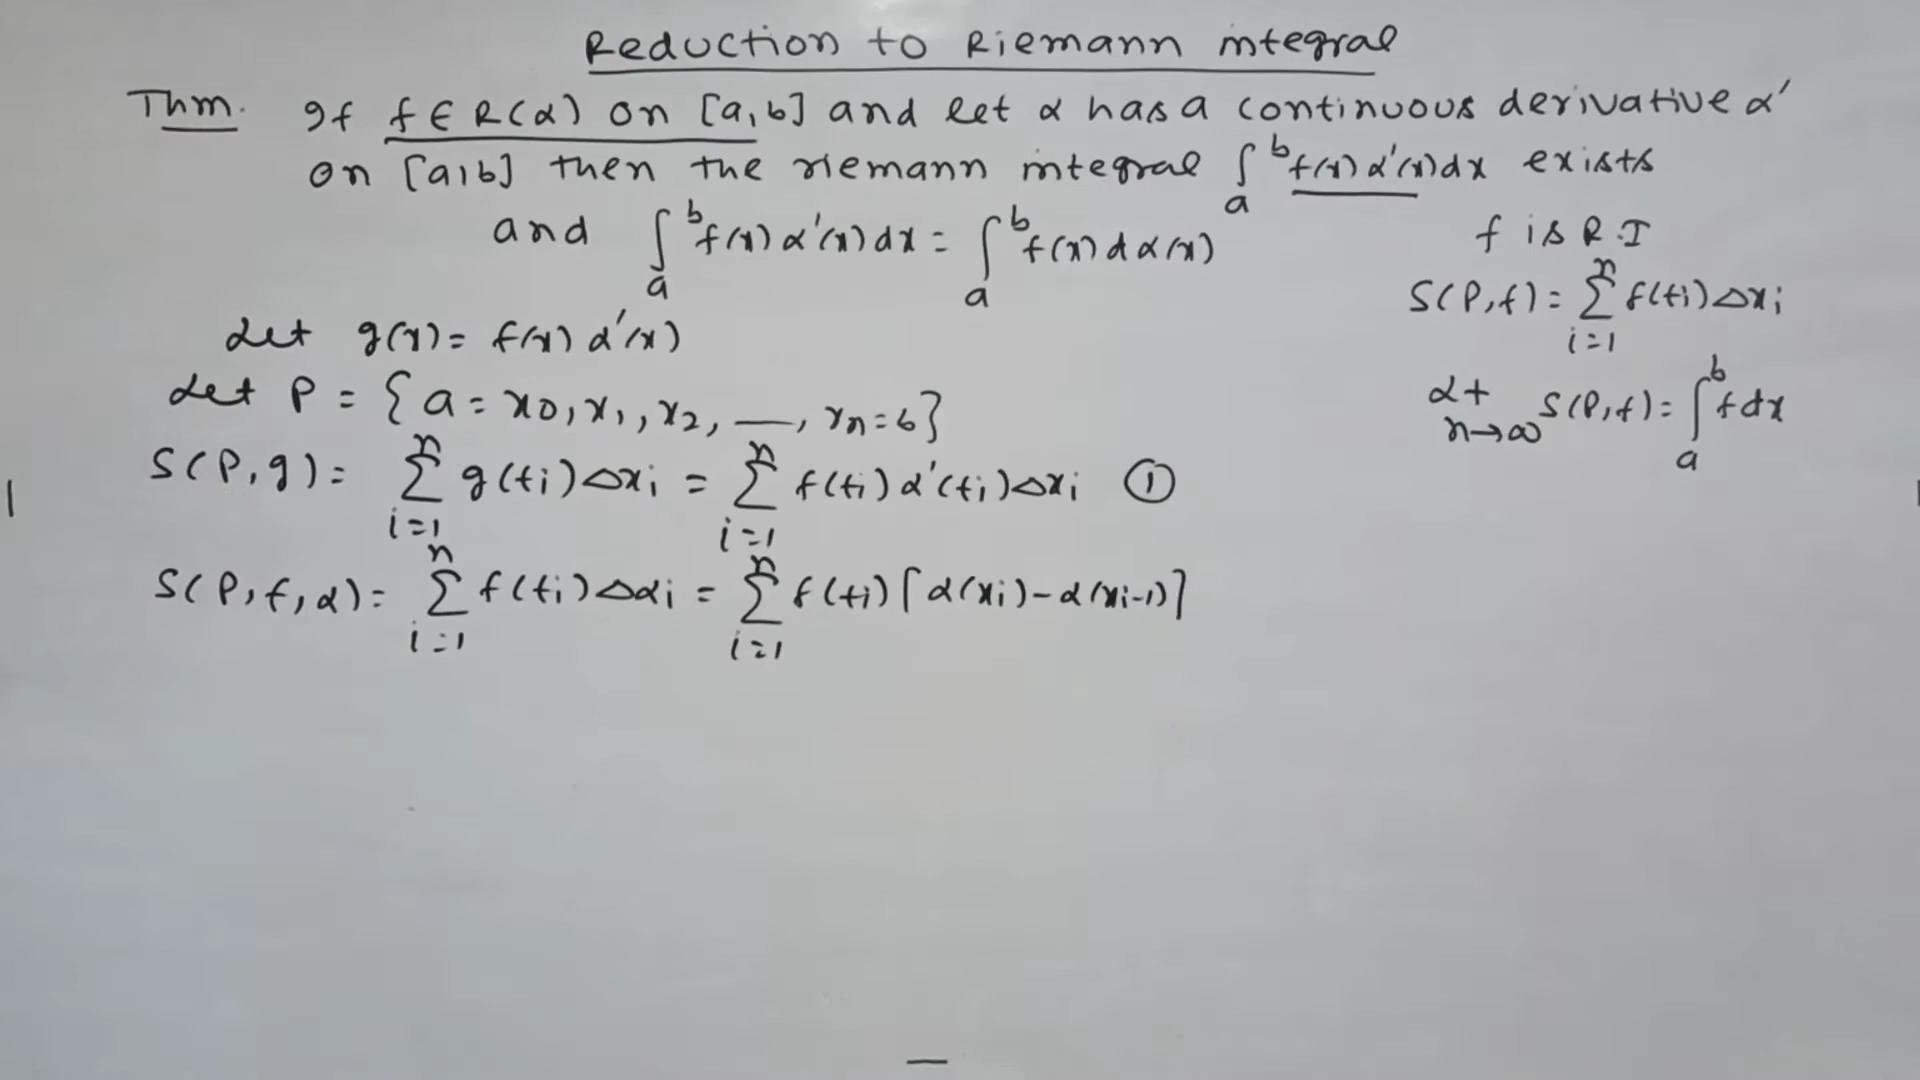 Reduction to Riemann integral
Thm. If f ∈ R(α) on [a,b] and let α has a continuous derivative α'
on [a,b] then the riemann integral ∫_a^b f(x) α'(x)dx exists
and ∫_a^b f(x) α'(x) dx = ∫_a^b f(x) d α(x)
Let g(x) = f(x) α'(x)
Let P = {a = x0, x1, x2, —, xn = b}
S(P, g) = Σ_{i=1}^n g(ti) Δxi = Σ_{i=1}^n f(ti) α'(ti) Δxi ①
S(P, f, α) = Σ_{i=1}^n f(ti) Δαi = Σ_{i=1}^n f(ti) [α(xi) - α(xi-1)]
f is R.I
S(P, f) = Σ_{i=1}^n f(ti) Δxi
Lt_{n→∞} S(P, f) = ∫_a^b f dx